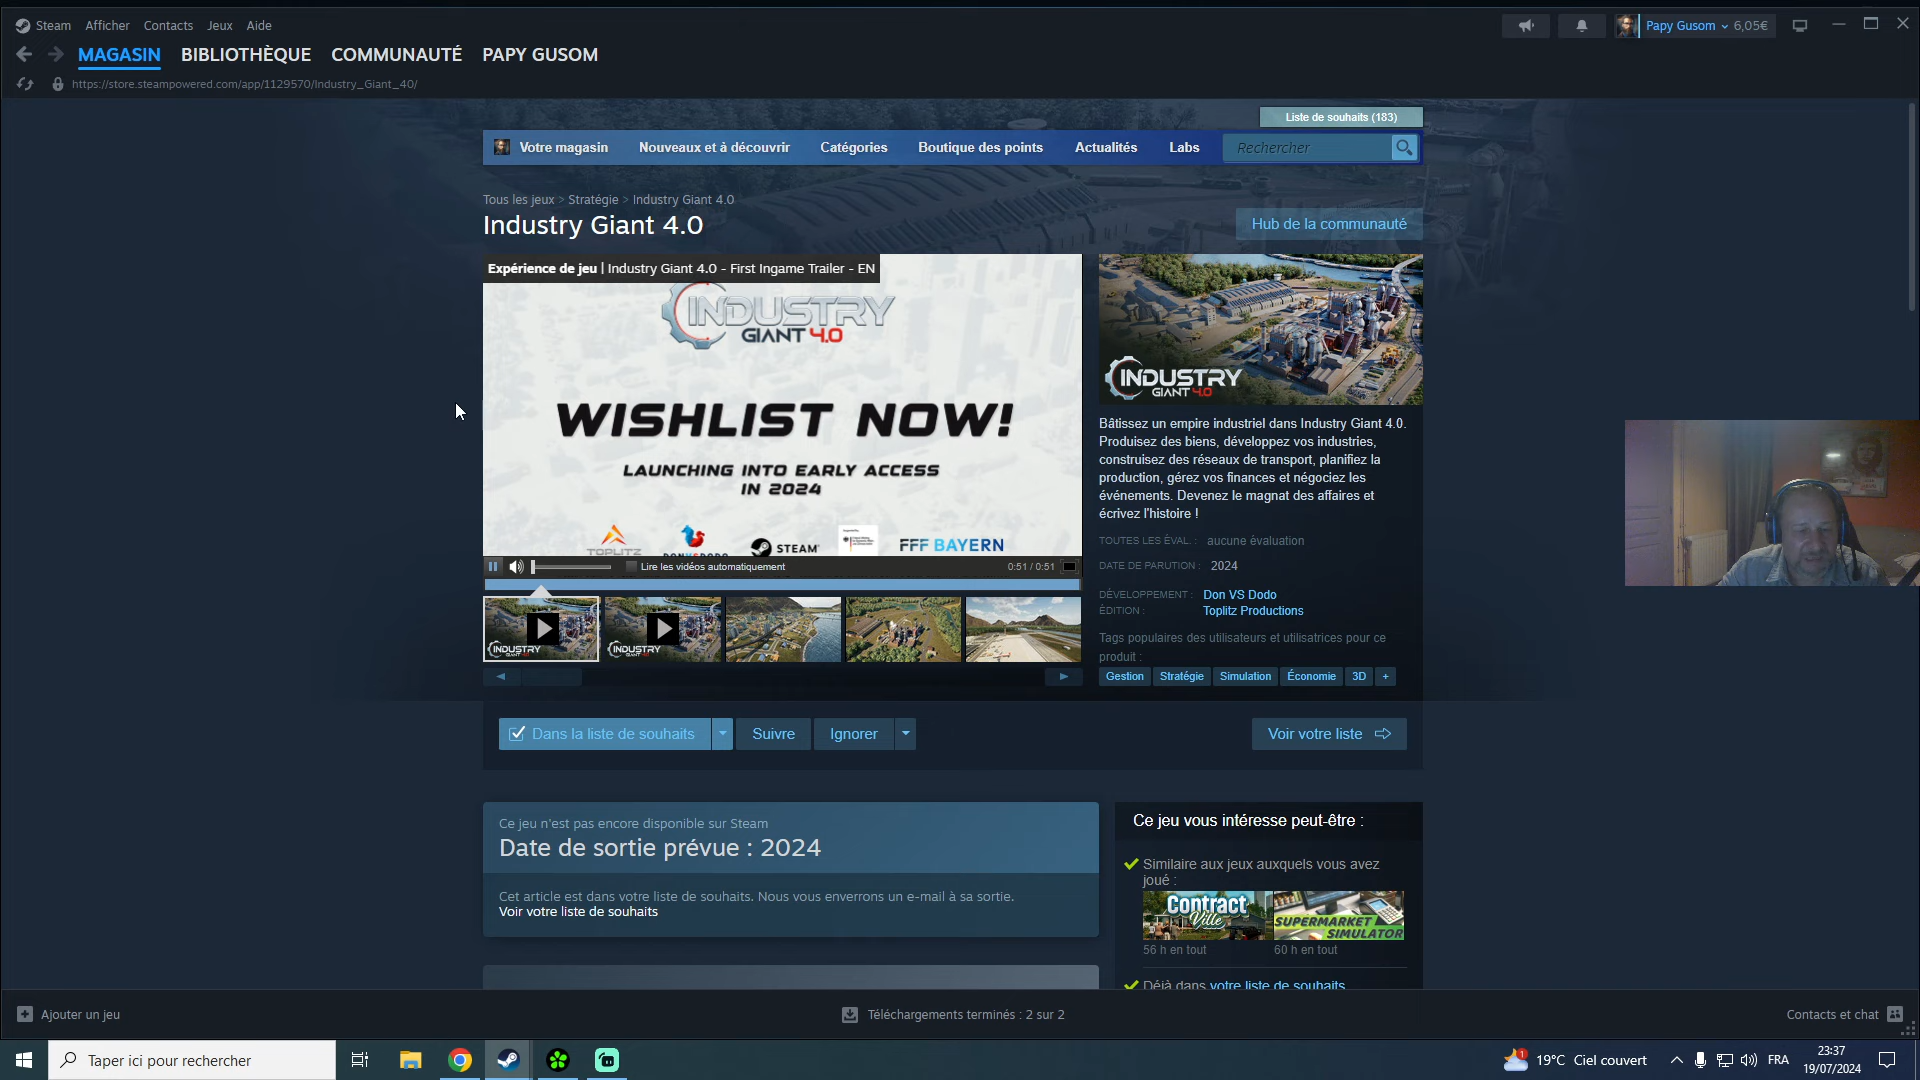 Steam Afficher Contacts Jeux Aide
Papy Gusom 6,05€
MAGASIN BIBLIOTHÈQUE COMMUNAUTÉ PAPY GUSOM
https://store.steampowered.com/app/1129570/Industry_Giant_40/
Liste de souhaits (183)
Votre magasin Nouveaux et à découvrir Catégories Boutique des points Actualités Labs Rechercher
Tous les jeux > Stratégie > Industry Giant 4.0
Industry Giant 4.0
Hub de la communauté
Expérience de jeu | Industry Giant 4.0 - First Ingame Trailer - EN
INDUSTRY
GIANT 4.0
WISHLIST NOW!
LAUNCHING INTO EARLY ACCESS
IN 2024
TOPLITZ DON VS DODO STEAM FFF BAYERN
Lire les vidéos automatiquement 0:51 / 0:51
INDUSTRY
GIANT 4.0
INDUSTRY
GIANT 4.0
INDUSTRY
GIANT 4.0
Bâtissez un empire industriel dans Industry Giant 4.0.
Produisez des biens, développez vos industries,
construisez des réseaux de transport, planifiez la
production, gérez vos finances et négociez les
événements. Devenez le magnat des affaires et
écrivez l'histoire !
TOUTES LES ÉVAL. : aucune évaluation
DATE DE PARUTION : 2024
DÉVELOPPEMENT : Don VS Dodo
ÉDITION : Toplitz Productions
Tags populaires des utilisateurs et utilisatrices pour ce
produit :
Gestion Stratégie Simulation Économie 3D +
Dans la liste de souhaits Suivre Ignorer Voir votre liste
Ce jeu n'est pas encore disponible sur Steam
Date de sortie prévue : 2024
Cet article est dans votre liste de souhaits. Nous vous enverrons un e-mail à sa sortie.
Voir votre liste de souhaits
Ce jeu vous intéresse peut-être :
Similaire aux jeux auxquels vous avez
joué :
Contract
Ville
SUPERMARKET
SIMULATOR
56 h en tout 60 h en tout
Déjà dans votre liste de souhaits
Ajouter un jeu Téléchargements terminés : 2 sur 2 Contacts et chat
Taper ici pour rechercher
1 19°C Ciel couvert FRA
23:37
19/07/2024